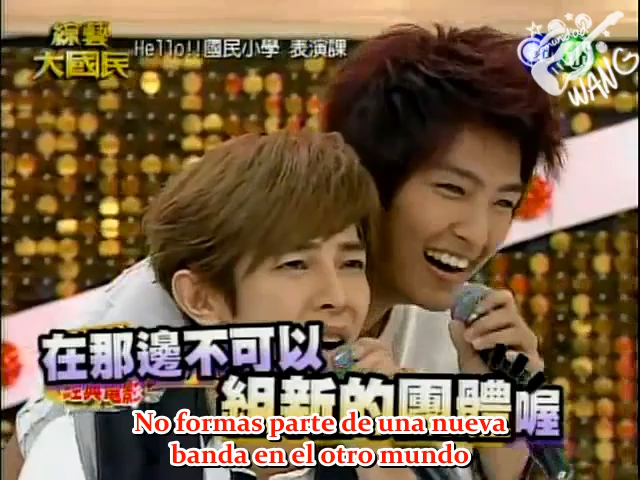 綜藝
大國民
Hello!!國民小學 表演課
Comunidad
WANG
在那邊不可以
經典電影
組新的團體喔
No formas parte de una nueva
banda en el otro mundo